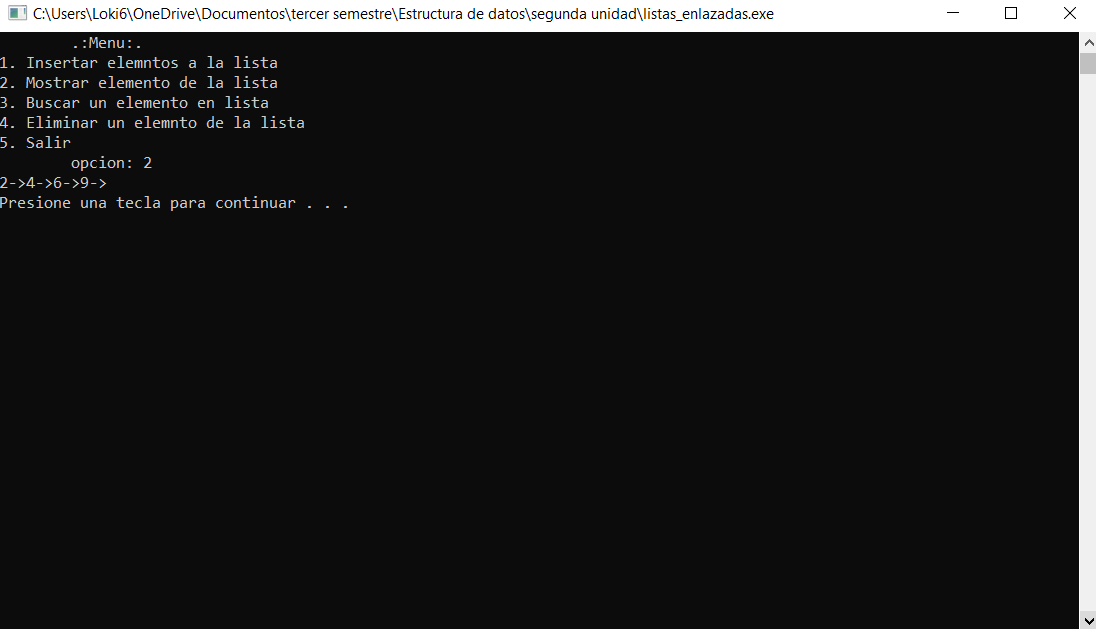 C:\Users\Loki6\OneDrive\Documentos\tercer semestre\Estructura de datos\segunda unidad\listas_enlazadas.exe
.:Menu:.
1. Insertar elemntos a la lista
2. Mostrar elemento de la lista
3. Buscar un elemento en lista
4. Eliminar un elemnto de la lista
5. Salir
opcion: 2
2->4->6->9->
Presione una tecla para continuar . . .